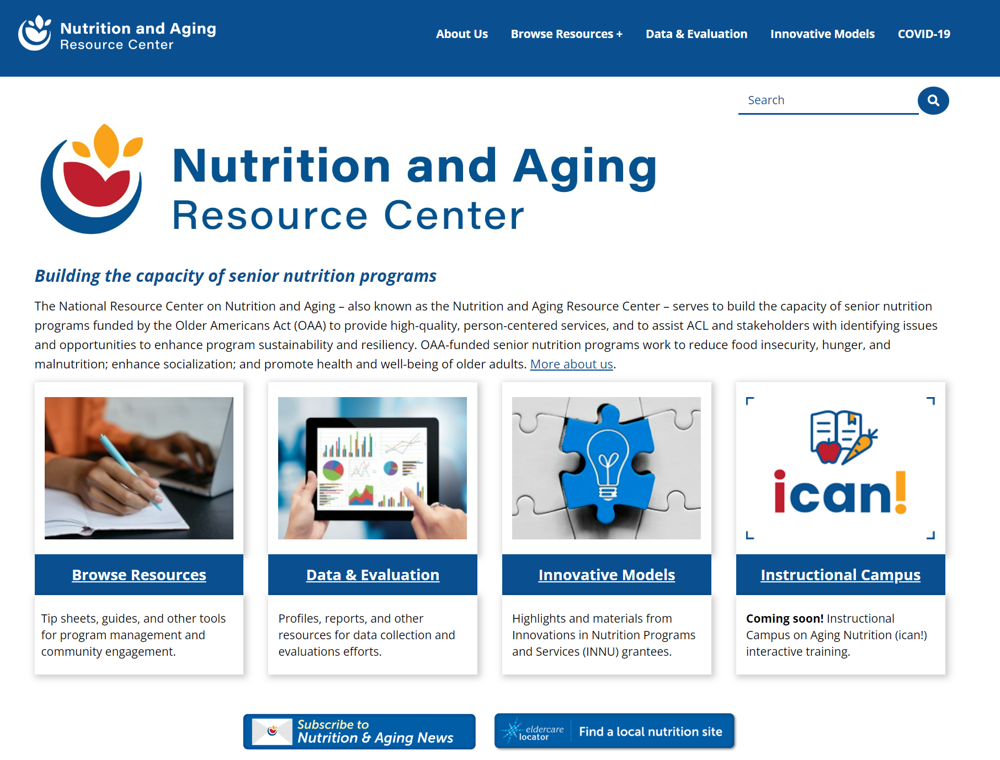 Nutrition and Aging
Resource Center
About Us
Browse Resources +
Data & Evaluation
Innovative Models
COVID-19
Search
Nutrition and Aging
Resource Center
Building the capacity of senior nutrition programs
The National Resource Center on Nutrition and Aging – also known as the Nutrition and Aging Resource Center – serves to build the capacity of senior nutrition
programs funded by the Older Americans Act (OAA) to provide high-quality, person-centered services, and to assist ACL and stakeholders with identifying issues
and opportunities to enhance program sustainability and resiliency. OAA-funded senior nutrition programs work to reduce food insecurity, hunger, and
malnutrition; enhance socialization; and promote health and well-being of older adults. More about us.
ican!
Browse Resources
Data & Evaluation
Innovative Models
Instructional Campus
Tip sheets, guides, and other tools
for program management and
community engagement.
Profiles, reports, and other
resources for data collection and
evaluations efforts.
Highlights and materials from
Innovations in Nutrition Programs
and Services (INNU) grantees.
Coming soon! Instructional
Campus on Aging Nutrition (ican!)
interactive training.
Subscribe to
Nutrition & Aging News
eldercare
locator
Find a local nutrition site